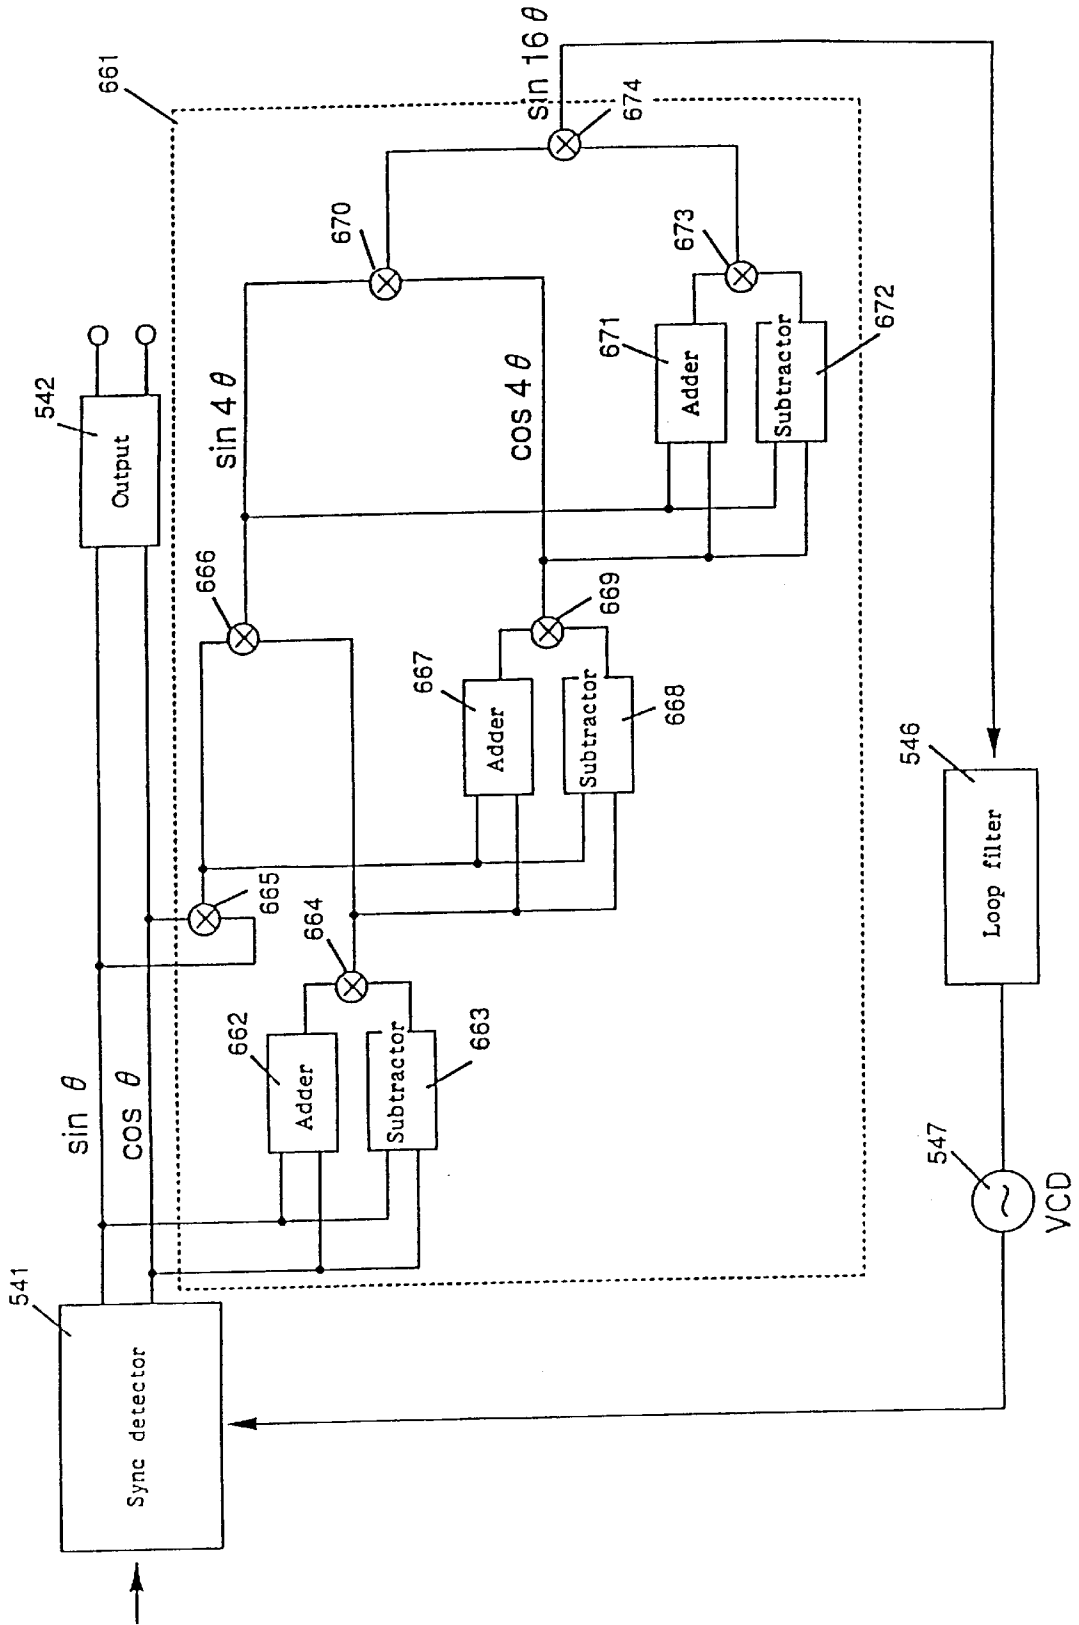 541
Sync detector
sin θ
cos θ
542
Output
661
662
Adder
663
Subtractor
664
665
666
667
Adder
668
Subtractor
669
sin 4θ
cos 4θ
670
671
Adder
672
Subtractor
673
674
sin 16θ
546
Loop filter
547
VCD